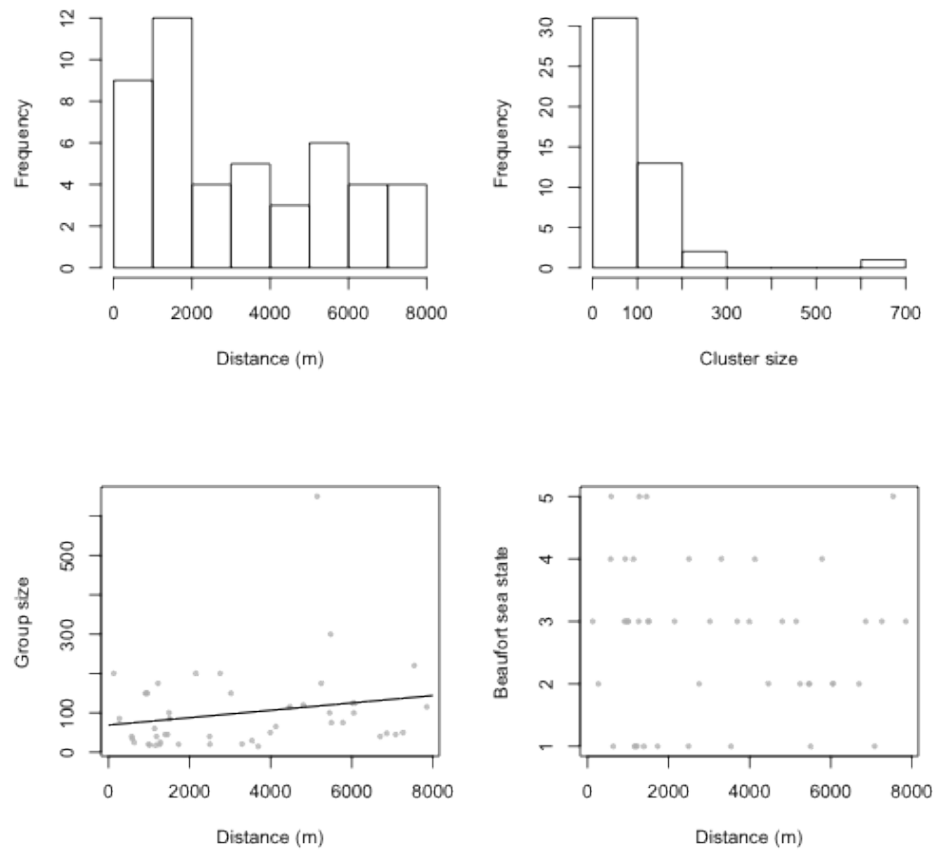 12
10
8
6
4
2
0
Frequency
0 2000 4000 6000 8000
Distance (m)
30
25
20
15
10
5
0
Frequency
0 100 300 500 700
Cluster size
500
300
100
0
Group size
0 2000 4000 6000 8000
Distance (m)
5
4
3
2
1
Beaufort sea state
0 2000 4000 6000 8000
Distance (m)